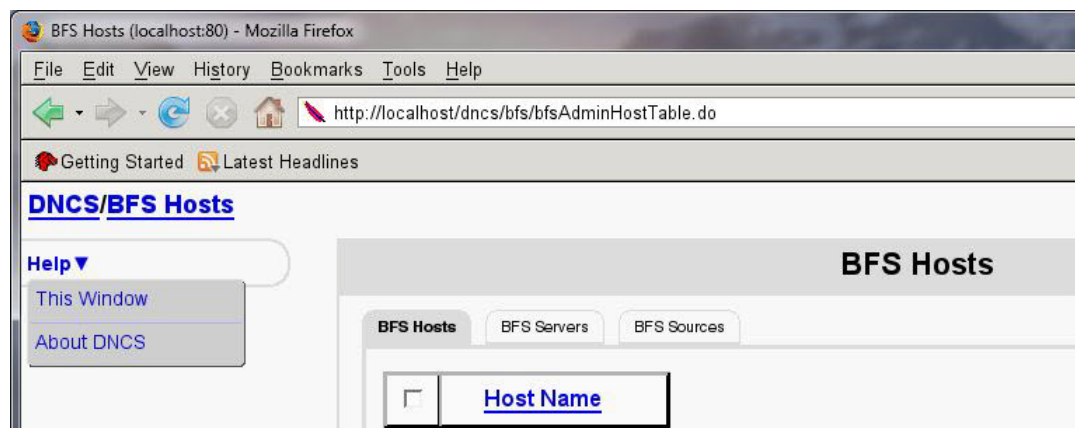 BFS Hosts (localhost:80) - Mozilla Firefox
File Edit View History Bookmarks Tools Help
http://localhost/dncs/bfs/bfsAdminHostTable.do
Getting Started Latest Headlines
DNCS/BFS Hosts
Help▼
This Window
About DNCS
BFS Hosts
BFS Hosts BFS Servers BFS Sources
Host Name